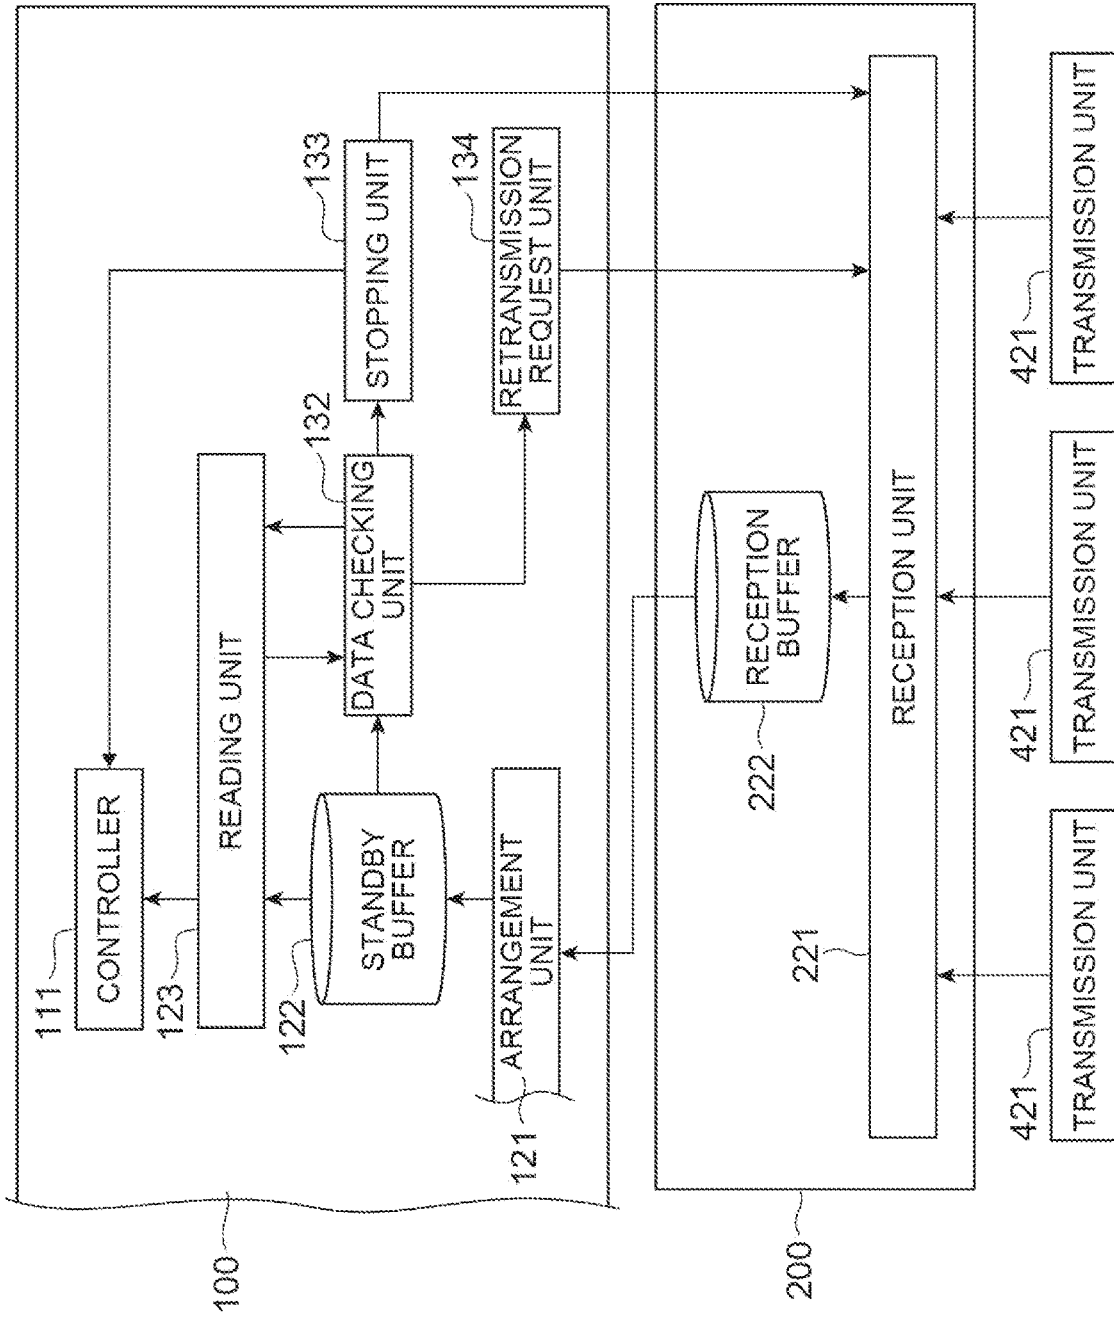 111
CONTROLLER
123
100
READING UNIT
122
132
133
STANDBY
BUFFER
DATA CHECKING
UNIT
STOPPING UNIT
134
121
ARRANGEMENT
UNIT
RETRANSMISSION
REQUEST UNIT
222
RECEPTION
BUFFER
200
221
RECEPTION UNIT
421
421
421
TRANSMISSION UNIT
TRANSMISSION UNIT
TRANSMISSION UNIT